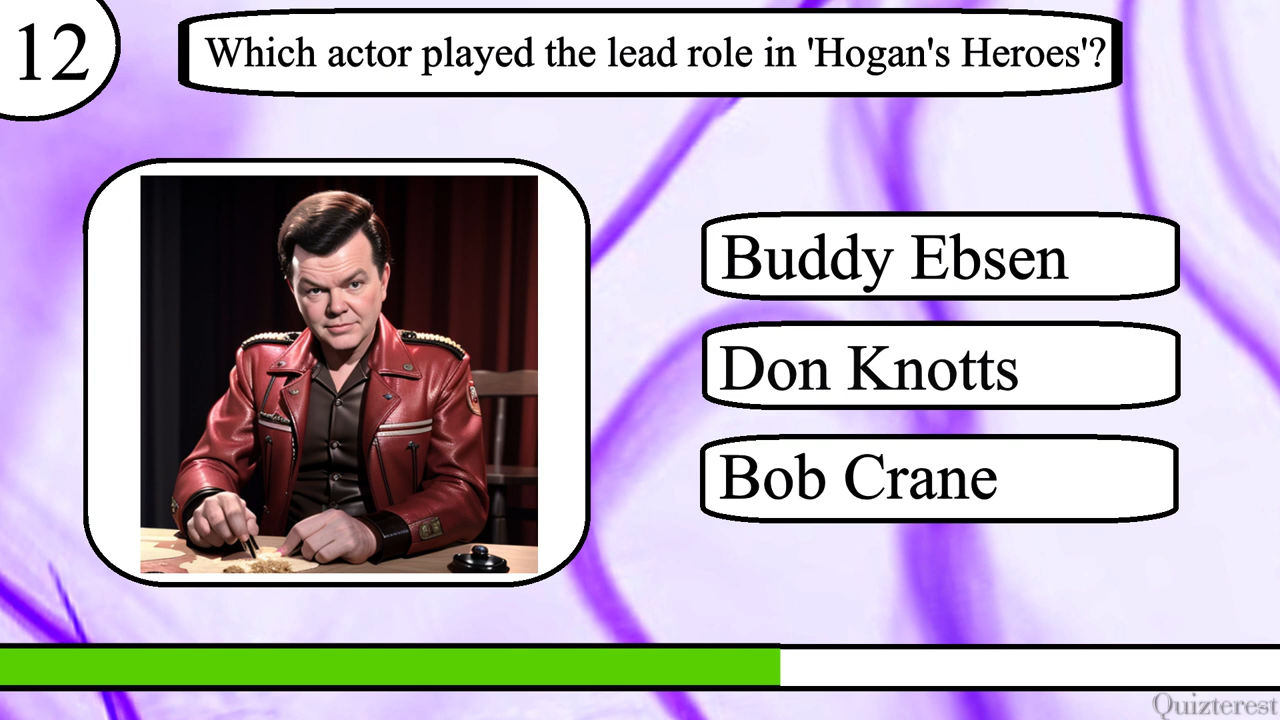 12
Which actor played the lead role in 'Hogan's Heroes'?
Buddy Ebsen
Don Knotts
Bob Crane
Quizterest